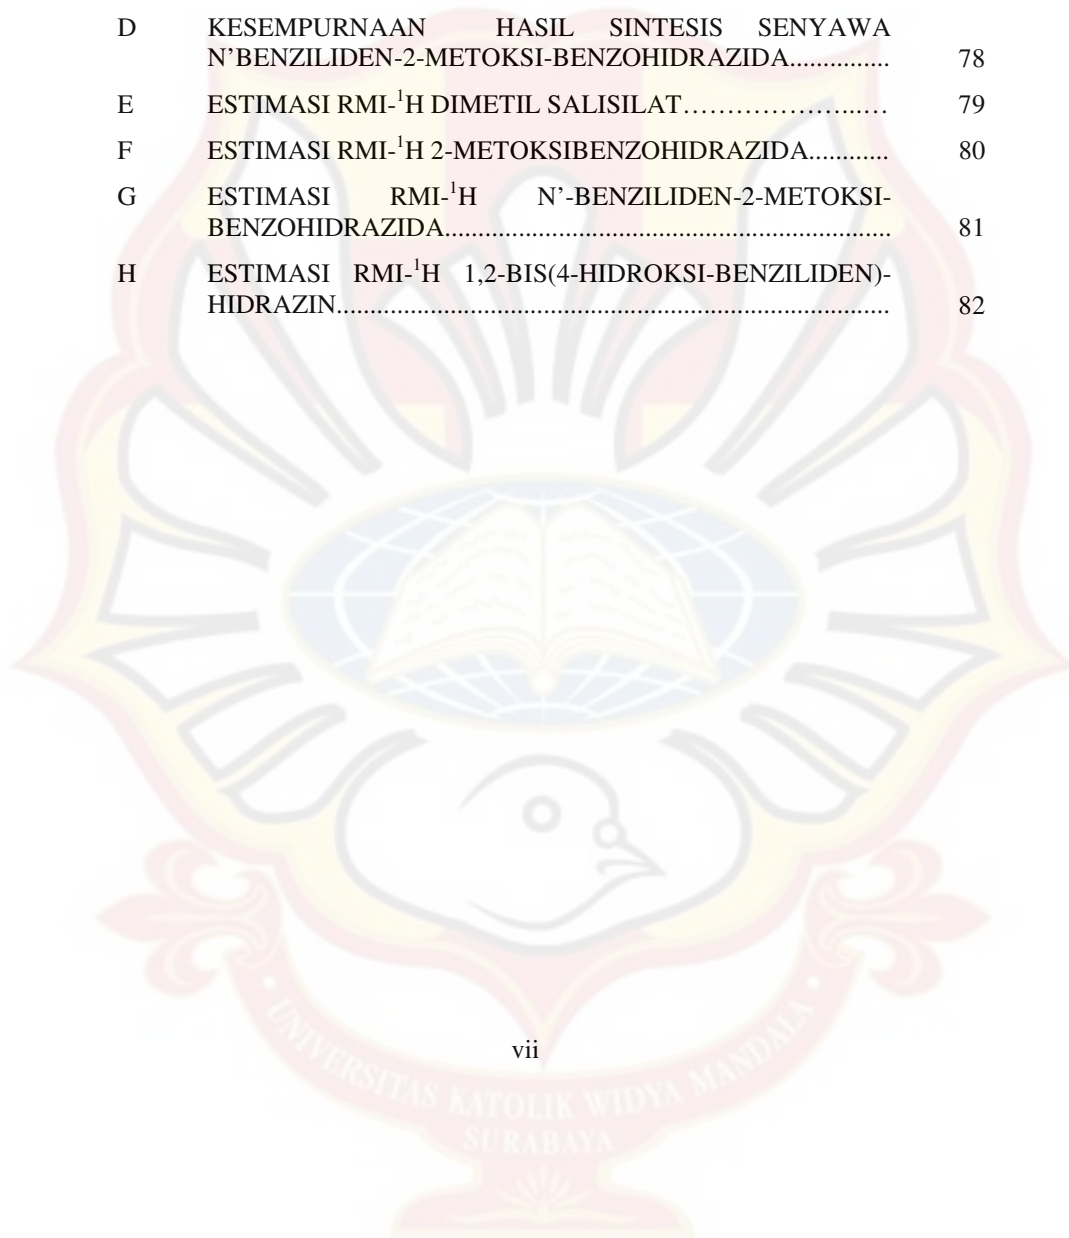 D KESEMPURNAAN HASIL SINTESIS SENYAWA
N’BENZILIDEN-2-METOKSI-BENZOHIDRAZIDA............... 78
E ESTIMASI RMI-¹H DIMETIL SALISILAT…………………...… 79
F ESTIMASI RMI-¹H 2-METOKSIBENZOHIDRAZIDA............ 80
G ESTIMASI RMI-¹H N’-BENZILIDEN-2-METOKSI-
BENZOHIDRAZIDA.................................................................. 81
H ESTIMASI RMI-¹H 1,2-BIS(4-HIDROKSI-BENZILIDEN)-
HIDRAZIN.................................................................................. 82
vii
UNIVERSITAS KATOLIK WIDYA MANDALA
SURABAYA